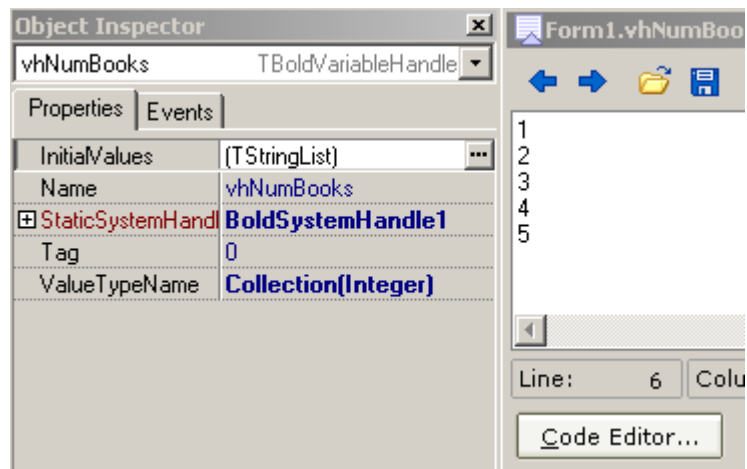 Object Inspector
vhNumBooks TBoldVariableHandle
Properties Events
InitialValues (TStringList) ...
Name vhNumBooks
StaticSystemHandl BoldSystemHandle1
Tag 0
ValueTypeName Collection(Integer)
Form1.vhNumBoo
1
2
3
4
5
Line: 6 Colu
Code Editor...